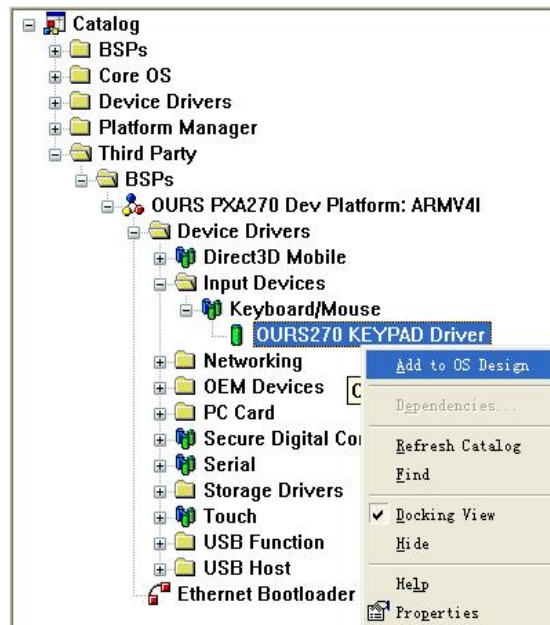 Catalog
BSPs
Core OS
Device Drivers
Platform Manager
Third Party
BSPs
OURS PXA270 Dev Platform: ARMV4I
Device Drivers
Direct3D Mobile
Input Devices
Keyboard/Mouse
OURS270 KEYPAD Driver
Networking
OEM Devices
PC Card
Secure Digital
Serial
Storage Drivers
Touch
USB Function
USB Host
Ethernet Bootloader
Add to OS Design
Dependencies...
Refresh Catalog
Find
Docking View
Hide
Help
Properties